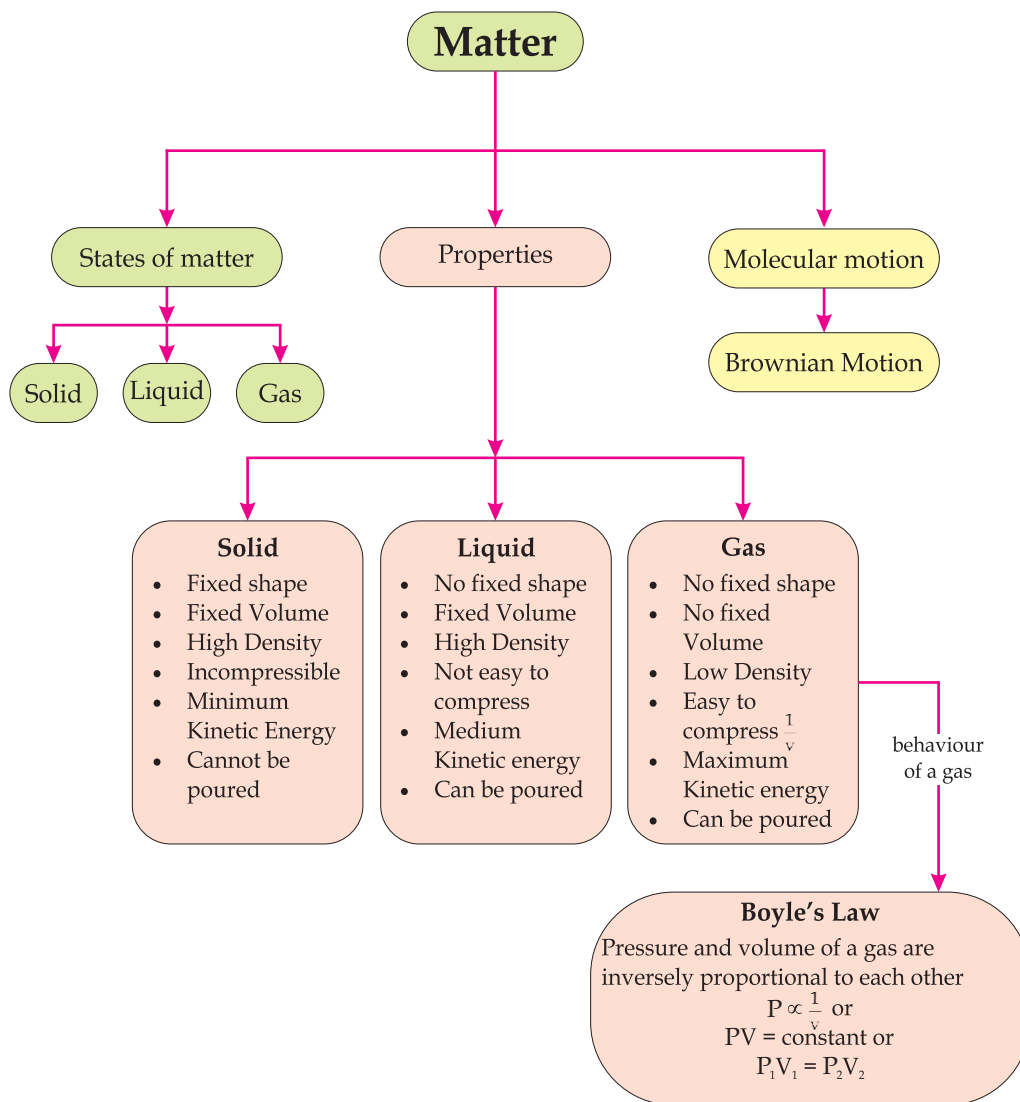 Matter
States of matter
Properties
Molecular motion
Solid
Liquid
Gas
Brownian Motion
Solid
• Fixed shape
• Fixed Volume
• High Density
• Incompressible
• Minimum
Kinetic Energy
• Cannot be
poured
Liquid
• No fixed shape
• Fixed Volume
• High Density
• Not easy to
compress
• Medium
Kinetic energy
• Can be poured
Gas
• No fixed shape
• No fixed
Volume
• Low Density
• Easy to
compress 1/v
• Maximum
Kinetic energy
• Can be poured
behaviour
of a gas
Boyle’s Law
Pressure and volume of a gas are
inversely proportional to each other
P ∝ 1/v or
PV = constant or
P₁V₁ = P₂V₂